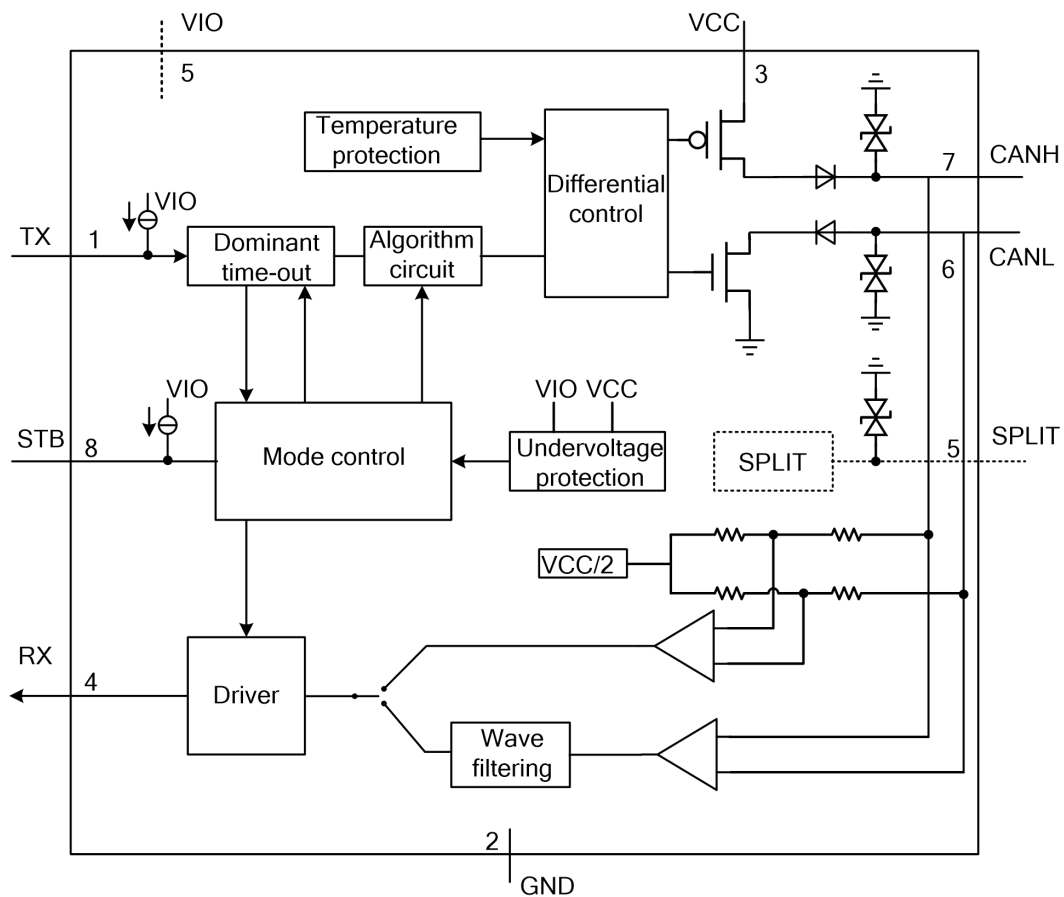 VIO
VCC
5
3
Temperature
protection
Differential
control
7
CANH
VIO
TX
1
Dominant
time-out
Algorithm
circuit
6
CANL
VIO
STB
8
Mode control
VIO
VCC
Undervoltage
protection
SPLIT
5
SPLIT
VCC/2
RX
4
Driver
Wave
filtering
2
GND